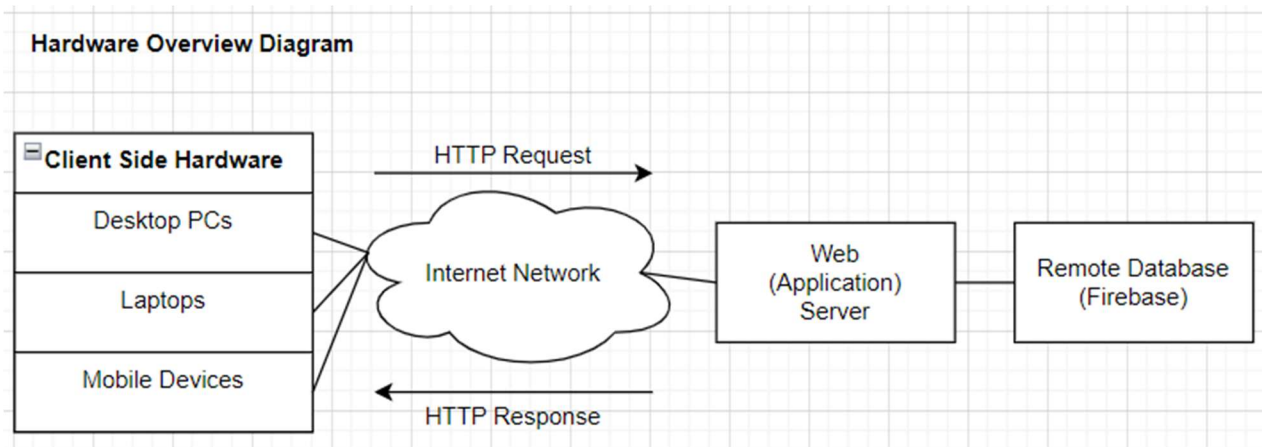 Hardware Overview Diagram
Client Side Hardware
Desktop PCs
Laptops
Mobile Devices
HTTP Request
Internet Network
HTTP Response
Web
(Application)
Server
Remote Database
(Firebase)